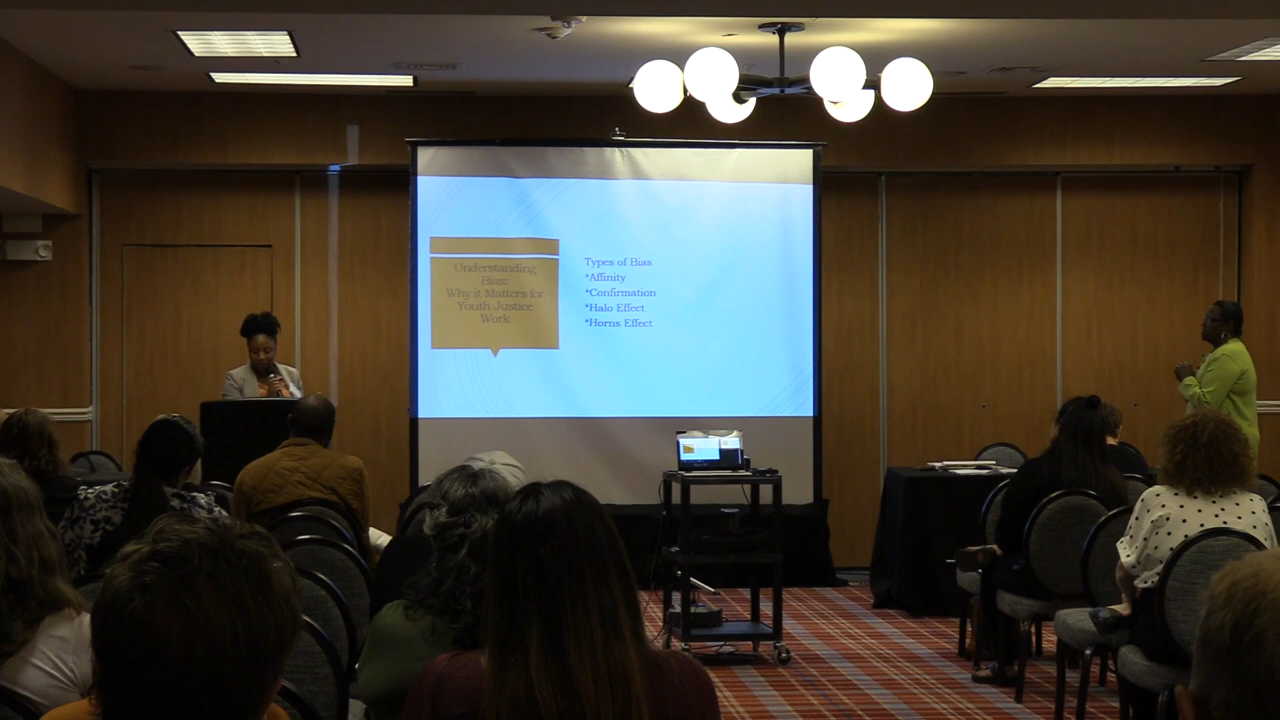 Understanding
Bias:
Why it Matters for
Youth Justice
Work
Types of Bias
*Affinity
*Confirmation
*Halo Effect
*Horns Effect